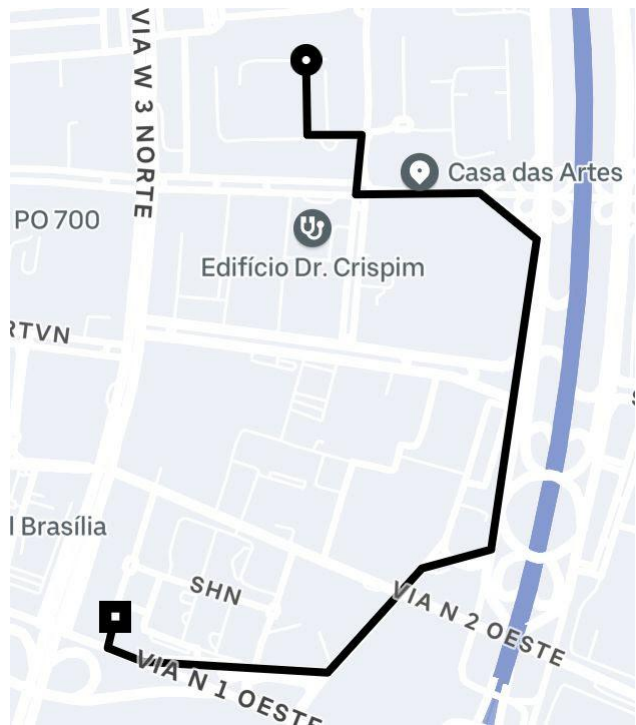 VIA W 3 NORTE
Casa das Artes
PO 700
Edifício Dr. Crispim
RTVN
l Brasília
SHN
VIA N 2 OESTE
VIA N 1 OESTE